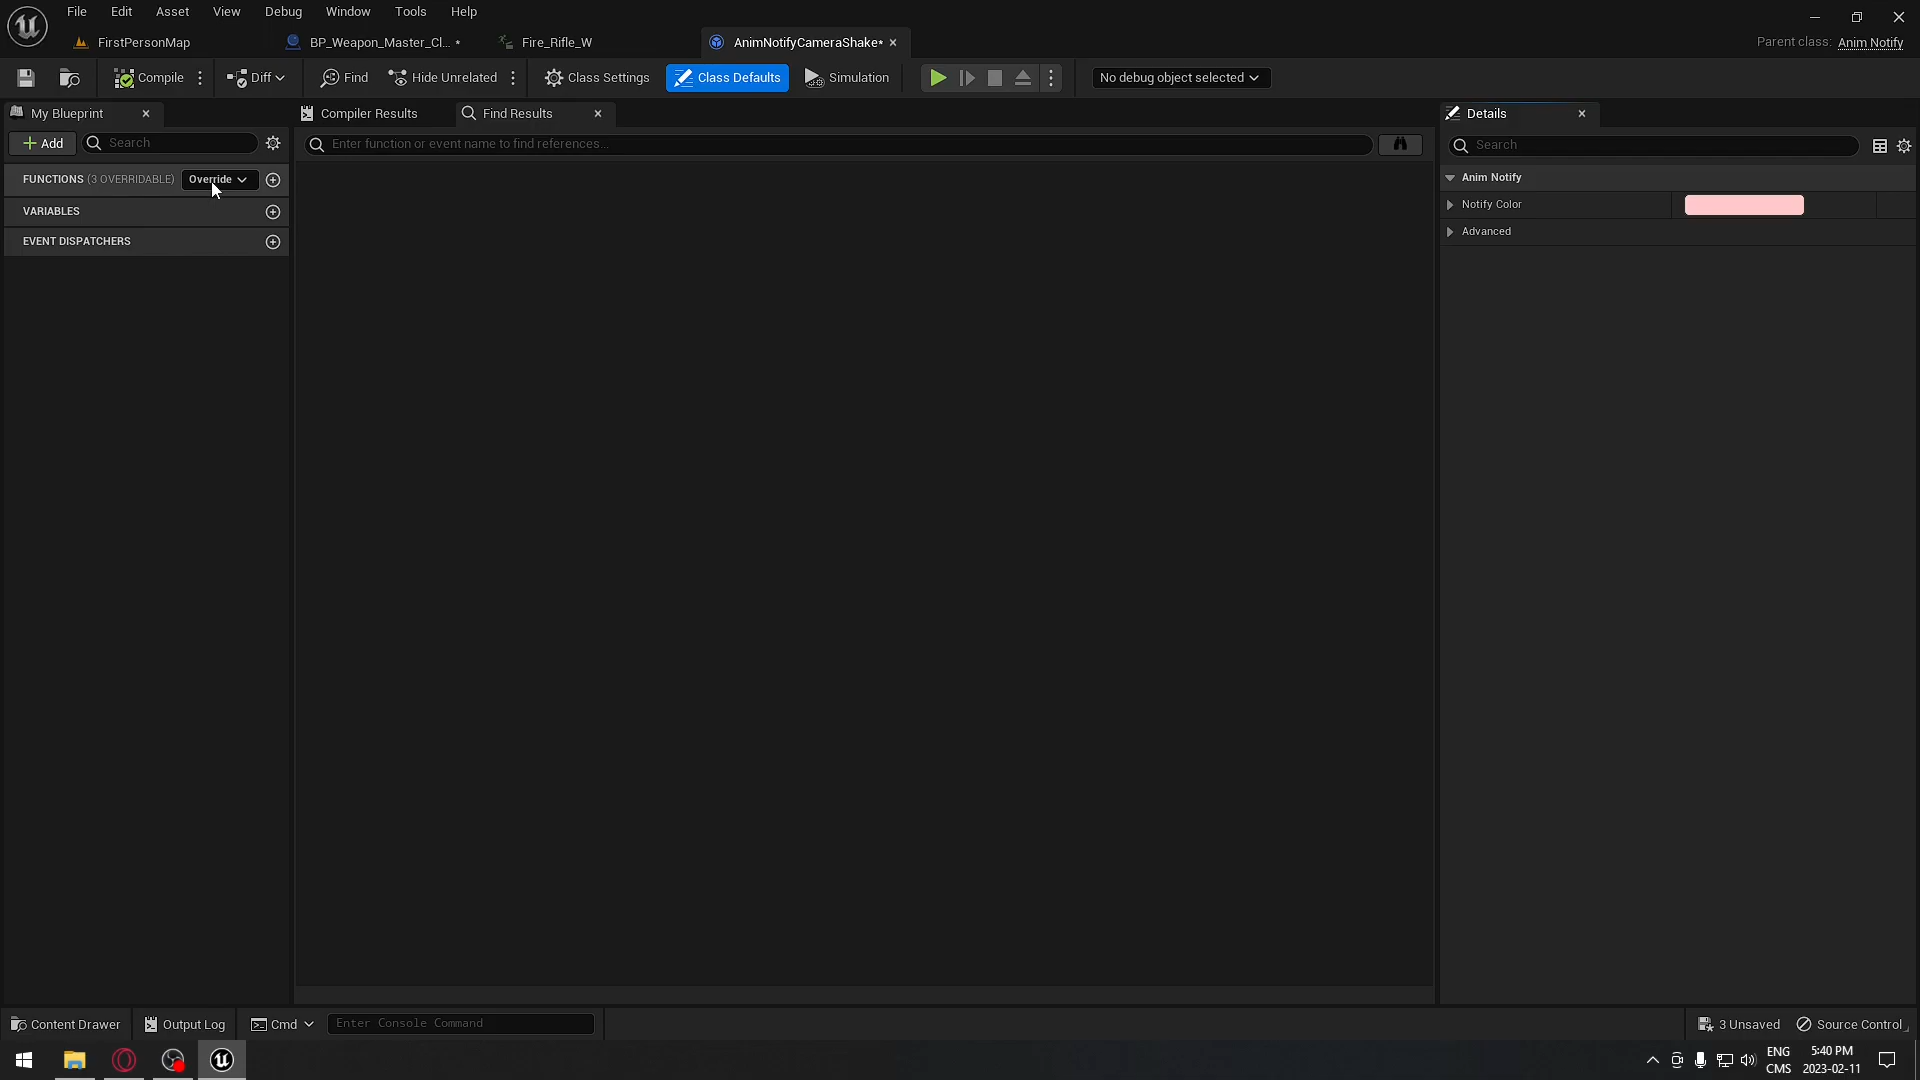 File Edit Asset View Debug Window Tools Help
FirstPersonMap BP_Weapon_Master_Cl... • Fire_Rifle_W AnimNotifyCameraShake* Parent class: Anim Notify
Compile Diff Find Hide Unrelated Class Settings Class Defaults Simulation No debug object selected
My Blueprint Compiler Results Find Results Details
Add Search Enter function or event name to find references... Search
FUNCTIONS (3 OVERRIDABLE) Override Anim Notify
VARIABLES Notify Color
EVENT DISPATCHERS Advanced
Content Drawer Output Log Cmd Enter Console Command 3 Unsaved Source Control
ENG 5:40 PM
CMS 2023-02-11